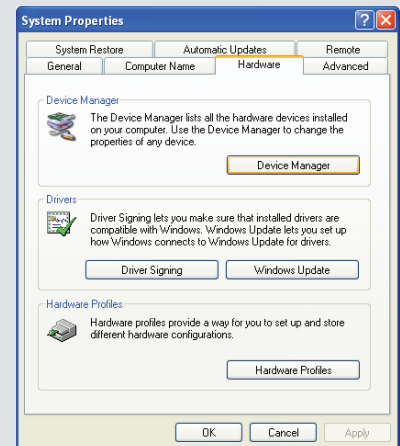 System Properties
System Restore
Automatic Updates
Remote
General
Computer Name
Hardware
Advanced
Device Manager
The Device Manager lists all the hardware devices installed
on your computer. Use the Device Manager to change the
properties of any device.
Device Manager
Drivers
Driver Signing lets you make sure that installed drivers are
compatible with Windows. Windows Update lets you set up
how Windows connects to Windows Update for drivers.
Driver Signing
Windows Update
Hardware Profiles
Hardware profiles provide a way for you to set up and store
different hardware configurations.
Hardware Profiles
OK
Cancel
Apply